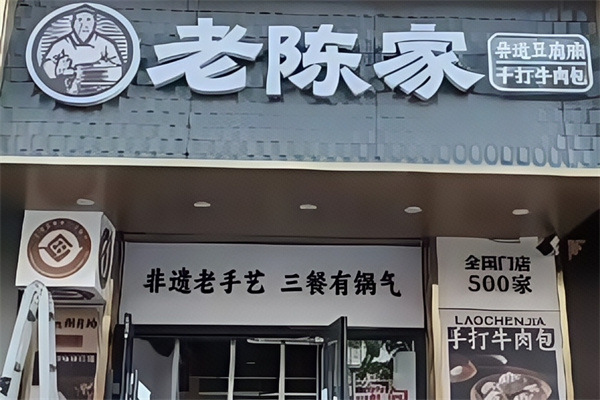 老陈家
非遗豆腐脑
手打牛肉包
非遗老手艺 三餐有锅气
全国门店
500家
LAOCHENJIA
手打牛肉包